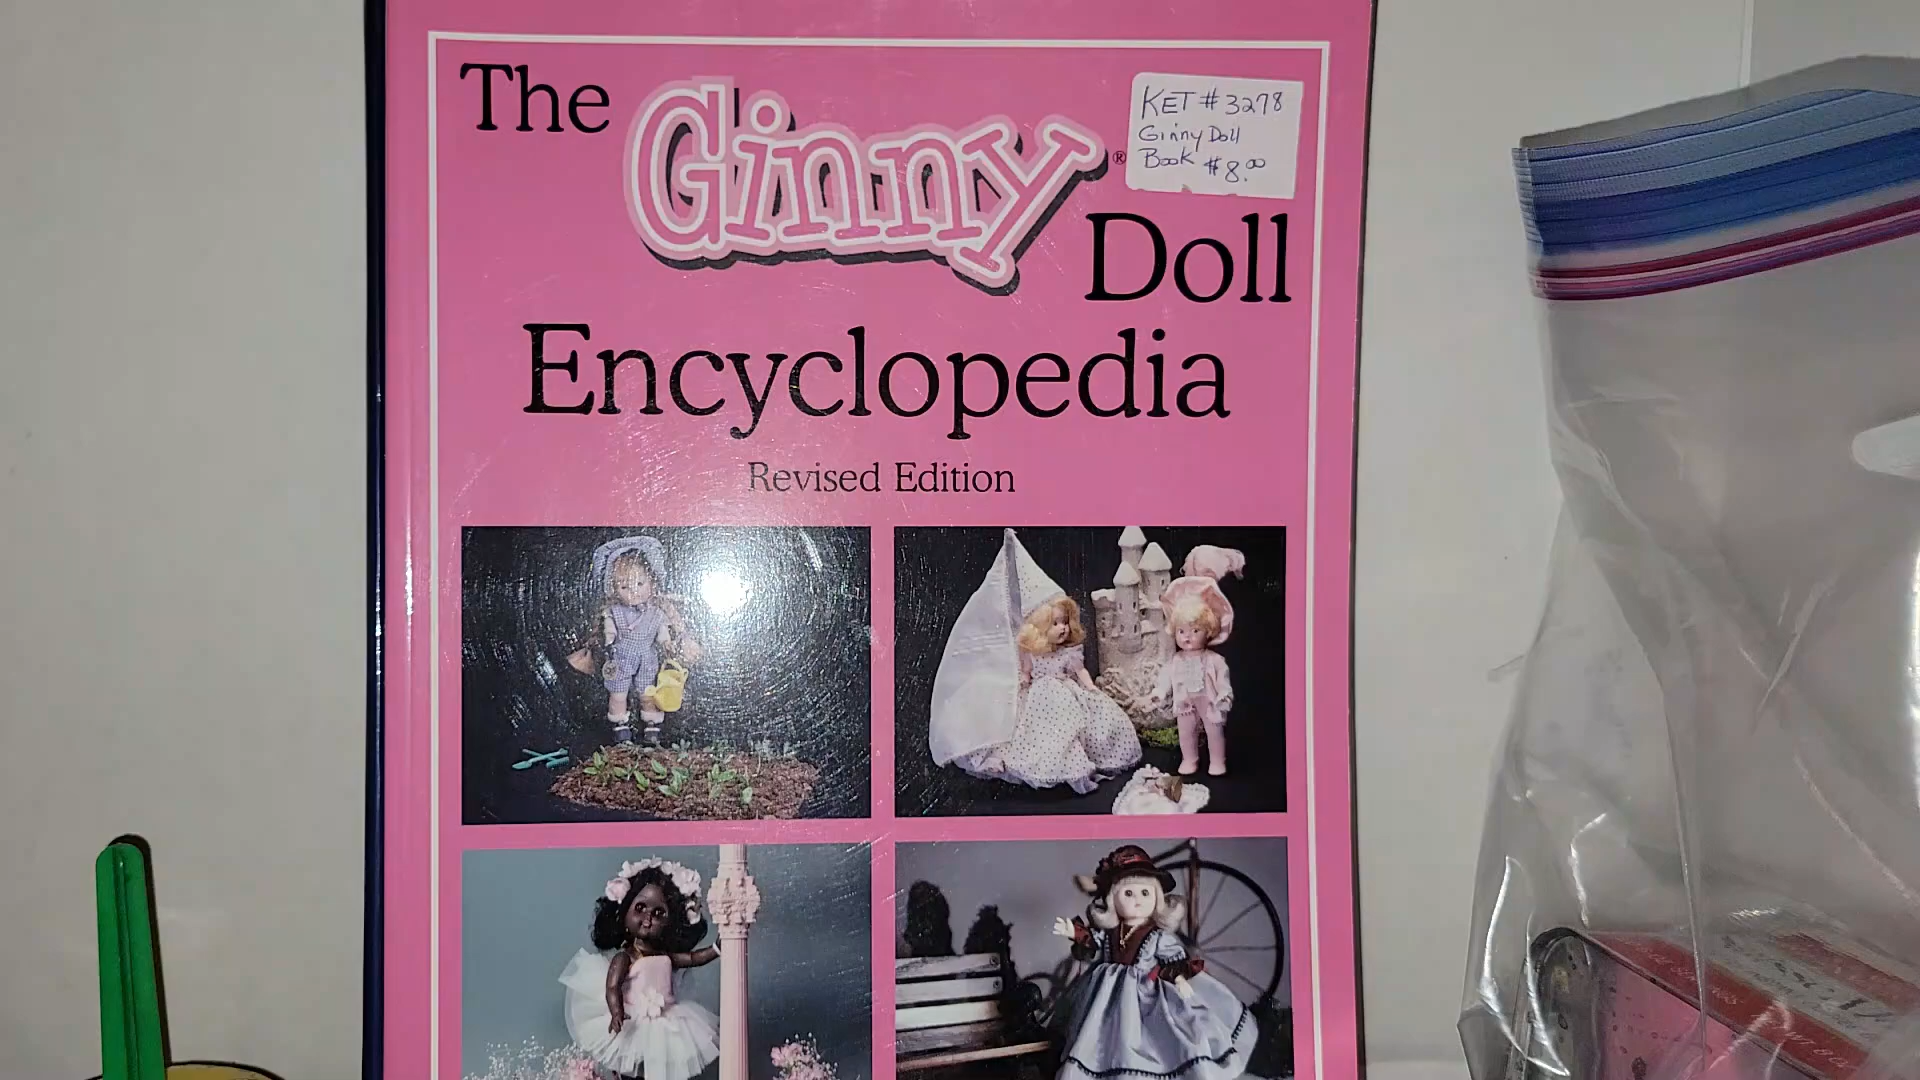 The Ginny®
Doll
Encyclopedia
Revised Edition
KET # 3278
Ginny Doll
Book $8.00